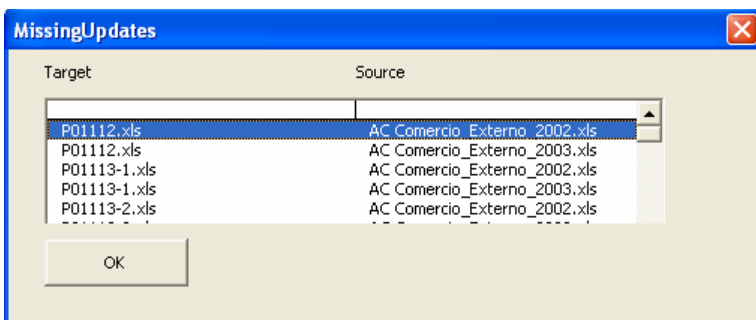 MissingUpdates
Target Source
P01112.xls AC Comercio_Externo_2002.xls
P01112.xls AC Comercio_Externo_2003.xls
P01113-1.xls AC Comercio_Externo_2002.xls
P01113-1.xls AC Comercio_Externo_2003.xls
P01113-2.xls AC Comercio_Externo_2002.xls
OK